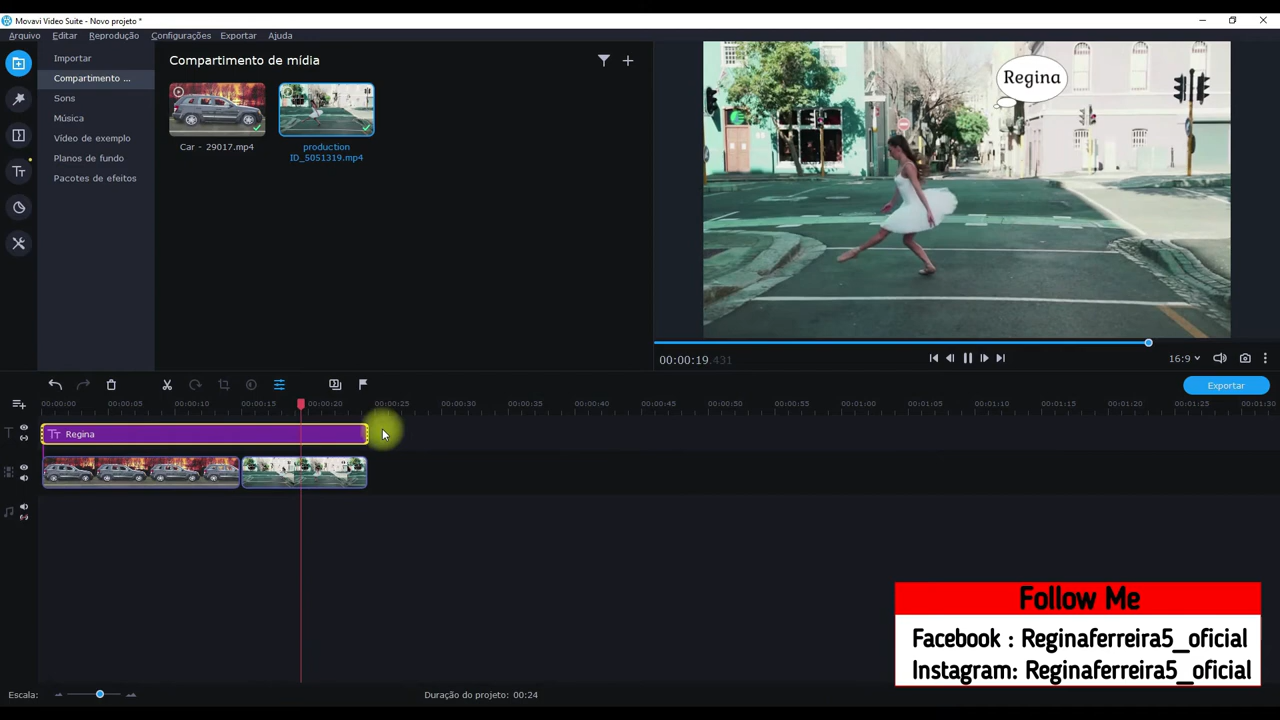 Movavi Video Suite - Novo projeto *
Arquivo Editar Reprodução Configurações Exportar Ajuda
Importar
Compartimento ...
Sons
Música
Vídeo de exemplo
Planos de fundo
Pacotes de efeitos
Compartimento de mídia
Car - 29017.mp4
production
ID_5051319.mp4
Regina
00:00:19.431
16:9
Exportar
00:00:00 00:00:05 00:00:10 00:00:15 00:00:20 00:00:25 00:00:30 00:00:35 00:00:40 00:00:45 00:00:50 00:00:55 00:01:00 00:01:05 00:01:10 00:01:15 00:01:20 00:01:25 00:01:30
Regina
Follow Me
Facebook : Reginaferreira5_oficial
Instagram: Reginaferreira5_oficial
Escala:
Duração do projeto: 00:24